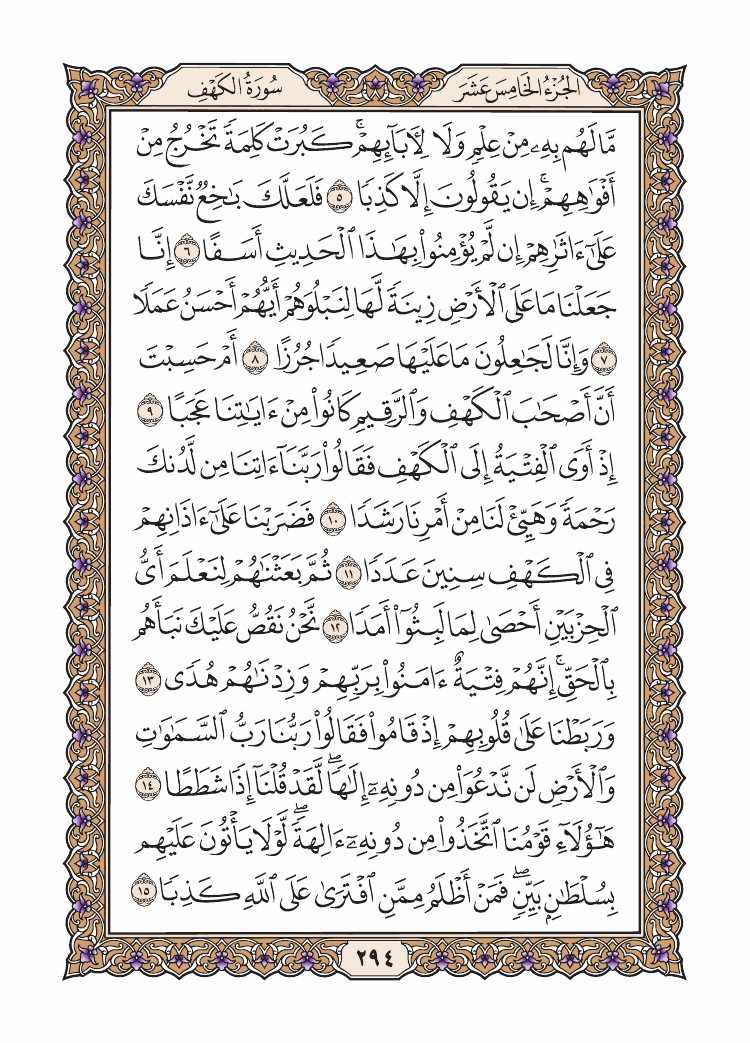 الجُزْءُ الخَامِسَ عَشَرَ
سُورَةُ الكَهْفِ
مَّا لَهُم بِهِۦ مِنْ عِلْمٖ وَلَا لِأٓبَآئِهِمۡۚ كَبُرَتۡ كَلِمَةٗ تَخۡرُجُ مِنۡ
أَفۡوَٰهِهِمۡۚ إِن يَقُولُونَ إِلَّا كَذِبٗا ٥ فَلَعَلَّكَ بَٰخِعٞ نَّفۡسَكَ
عَلَىٰٓ ءَاثَٰرِهِمۡ إِن لَّمۡ يُؤۡمِنُواْ بِهَٰذَا ٱلۡحَدِيثِ أَسَفًا ٦ إِنَّا
جَعَلۡنَا مَا عَلَى ٱلۡأَرۡضِ زِينَةٗ لَّهَا لِنَبۡلُوَهُمۡ أَيُّهُمۡ أَحۡسَنُ عَمَلٗا
٧ وَإِنَّا لَجَٰعِلُونَ مَا عَلَيۡهَا صَعِيدٗا جُرُزًا ٨ أَمۡ حَسِبۡتَ
أَنَّ أَصۡحَٰبَ ٱلۡكَهۡفِ وَٱلرَّقِيمِ كَانُواْ مِنۡ ءَايَٰتِنَا عَجَبًا ٩
إِذۡ أَوَى ٱلۡفِتۡيَةُ إِلَى ٱلۡكَهۡفِ فَقَالُواْ رَبَّنَآ ءَاتِنَا مِن لَّدُنكَ
رَحۡمَةٗ وَهَيِّئۡ لَنَا مِنۡ أَمۡرِنَا رَشَدٗا ١٠ فَضَرَبۡنَا عَلَىٰٓ ءَاذَانِهِمۡ
فِي ٱلۡكَهۡفِ سِنِينَ عَدَدٗا ١١ ثُمَّ بَعَثۡنَٰهُمۡ لِنَعۡلَمَ أَيُّ
ٱلۡحِزۡبَيۡنِ أَحۡصَىٰ لِمَا لَبِثُوٓاْ أَمَدٗا ١٢ نَّحۡنُ نَقُصُّ عَلَيۡكَ نَبَأَهُم
بِٱلۡحَقِّۚ إِنَّهُمۡ فِتۡيَةٌ ءَامَنُواْ بِرَبِّهِمۡ وَزِدۡنَٰهُمۡ هُدٗى ١٣
وَرَبَطۡنَا عَلَىٰ قُلُوبِهِمۡ إِذۡ قَامُواْ فَقَالُواْ رَبُّنَا رَبُّ ٱلسَّمَٰوَٰتِ
وَٱلۡأَرۡضِ لَن نَّدۡعُوَاْ مِن دُونِهِۦٓ إِلَٰهٗاۖ لَّقَدۡ قُلۡنَآ إِذٗا شَطَطًا ١٤
هَٰٓؤُلَآءِ قَوۡمُنَا ٱتَّخَذُواْ مِن دُونِهِۦٓ ءَالِهَةٗۖ لَّوۡلَا يَأۡتُونَ عَلَيۡهِم
بِسُلۡطَٰنِۭ بَيِّنٖۖ فَمَنۡ أَظۡلَمُ مِمَّنِ ٱفۡتَرَىٰ عَلَى ٱللَّهِ كَذِبٗا ١٥
٢٩٤